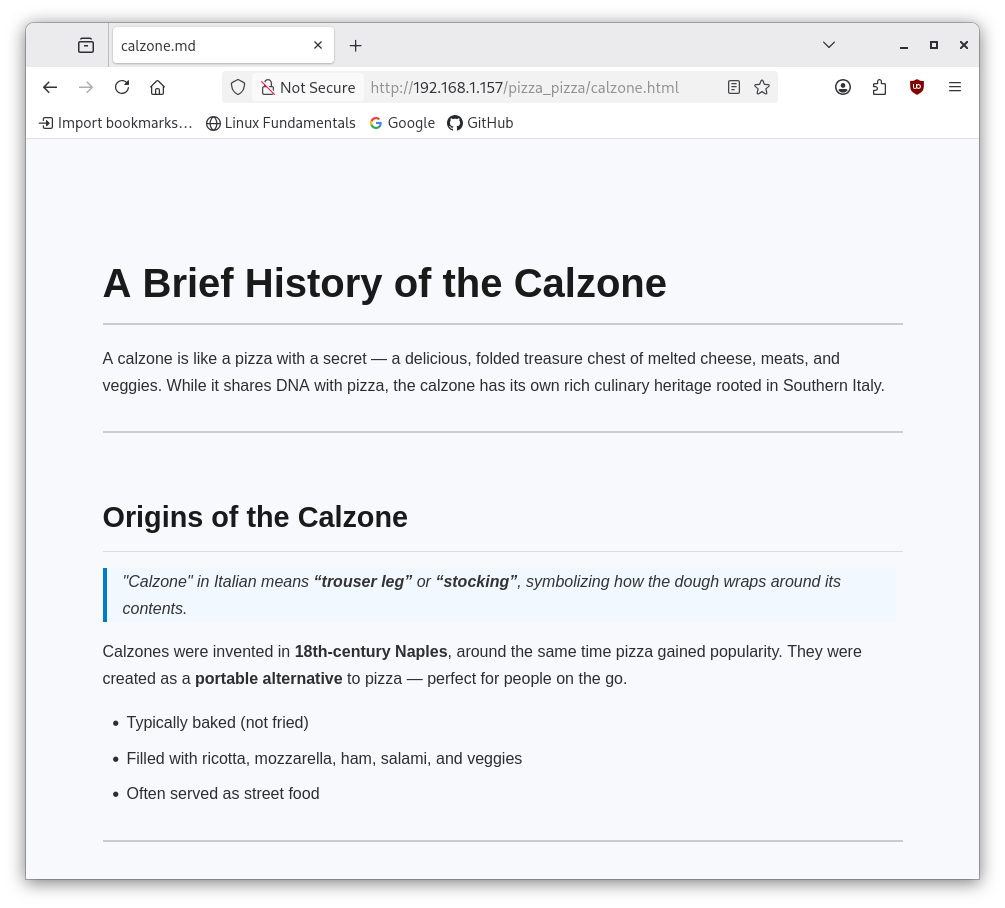 calzone.md
Not Secure http://192.168.1.157/pizza_pizza/calzone.html
Import bookmarks… Linux Fundamentals Google GitHub
A Brief History of the Calzone
A calzone is like a pizza with a secret — a delicious, folded treasure chest of melted cheese, meats, and
veggies. While it shares DNA with pizza, the calzone has its own rich culinary heritage rooted in Southern Italy.
Origins of the Calzone
"Calzone" in Italian means “trouser leg” or “stocking”, symbolizing how the dough wraps around its
contents.
Calzones were invented in 18th-century Naples, around the same time pizza gained popularity. They were
created as a portable alternative to pizza — perfect for people on the go.
• Typically baked (not fried)
• Filled with ricotta, mozzarella, ham, salami, and veggies
• Often served as street food